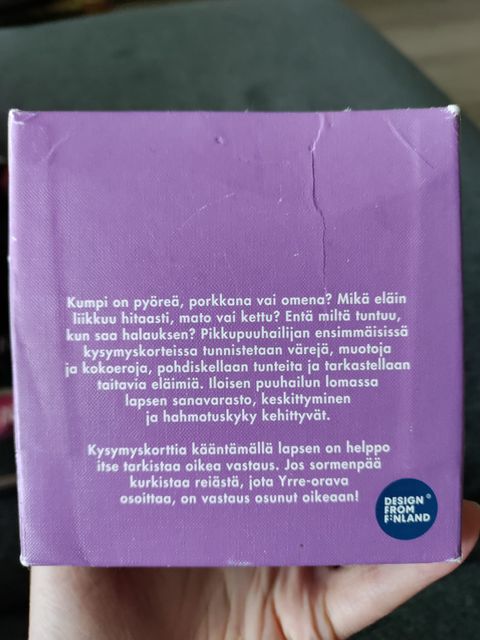 Kumpi on pyöreä, porkkana vai omena? Mikä eläin
liikkuu hitaasti, mato vai kettu? Entä miltä tuntuu,
kun saa halauksen? Pikkupuuhailijan ensimmäisissä
kysymyskorteissa tunnistetaan värejä, muotoja
ja kokoeroja, pohdiskellaan tunteita ja tarkastellaan
taitavia eläimiä. Iloisen puuhailun lomassa
lapsen sanavarasto, keskittyminen
ja hahmotuskyky kehittyvät.
Kysymyskorttia kääntämällä lapsen on helppo
itse tarkistaa oikea vastaus. Jos sormenpää
kurkistaa reiästä, jota Yrre-orava
osoittaa, on vastaus osunut oikeaan!
DESIGN
FROM
FINLAND